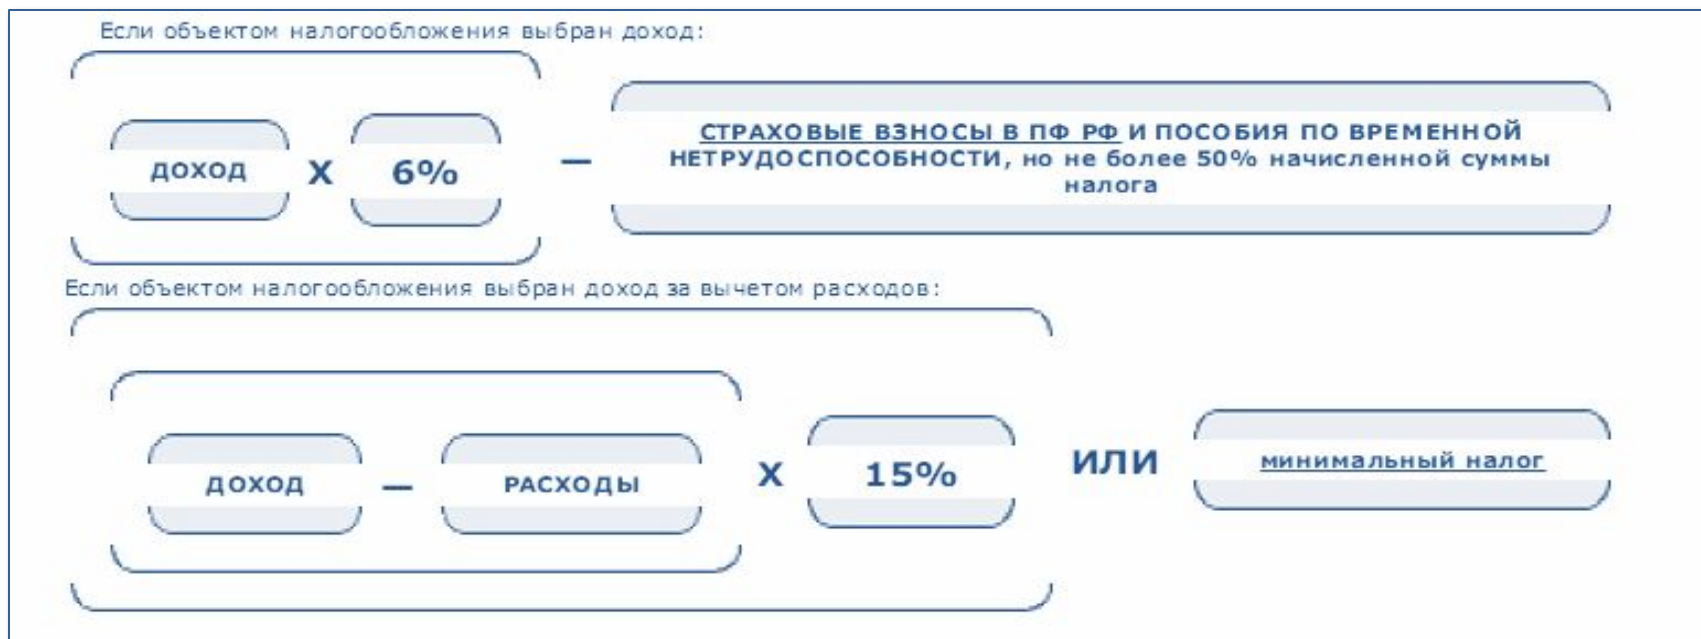 Если объектом налогообложения выбран доход:
ДОХОД X 6% — СТРАХОВЫЕ ВЗНОСЫ В ПФ РФ И ПОСОБИЯ ПО ВРЕМЕННОЙ
НЕТРУДОСПОСОБНОСТИ, но не более 50% начисленной суммы
налога
Если объектом налогообложения выбран доход за вычетом расходов:
ДОХОД — РАСХОДЫ X 15% ИЛИ минимальный налог